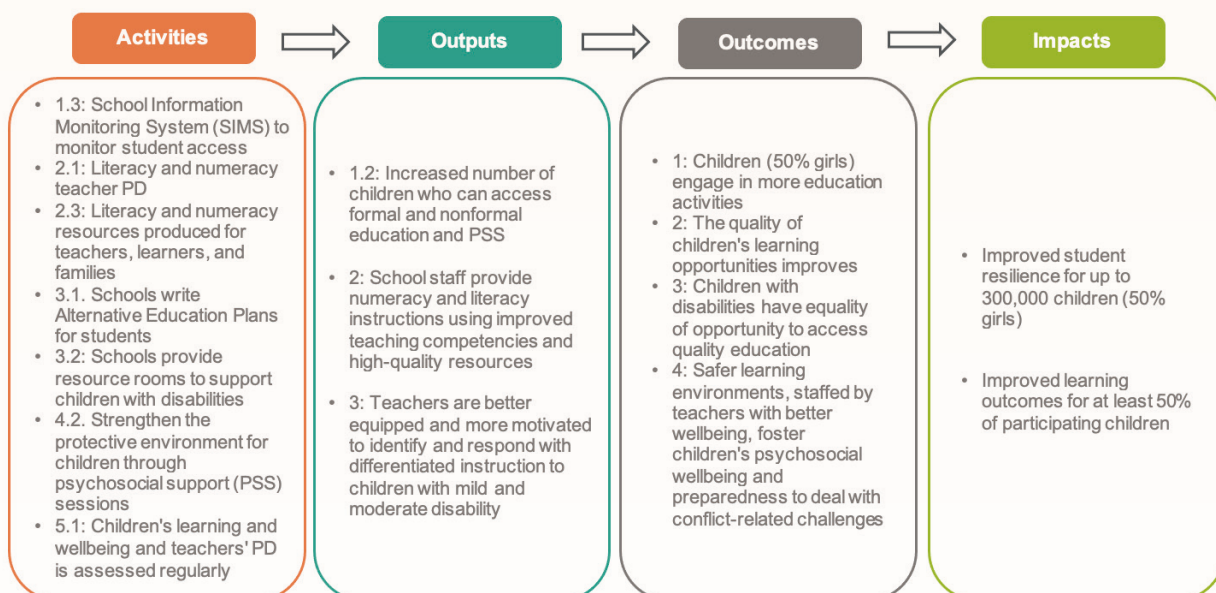 Activities
Outputs
Outcomes
Impacts
• 1.3: School Information
Monitoring System (SIMS) to
monitor student access
• 2.1: Literacy and numeracy
teacher PD
• 2.3: Literacy and numeracy
resources produced for
teachers, learners, and
families
• 3.1. Schools write
Alternative Education Plans
for students
• 3.2: Schools provide
resource rooms to support
children with disabilities
• 4.2. Strengthen the
protective environment for
children through
psychosocial support (PSS)
sessions
• 5.1: Children's learning and
wellbeing and teachers' PD
is assessed regularly
• 1.2: Increased number of
children who can access
formal and nonformal
education and PSS
• 2: School staff provide
numeracy and literacy
instructions using improved
teaching competencies and
high-quality resources
• 3: Teachers are better
equipped and more motivated
to identify and respond with
differentiated instruction to
children with mild and
moderate disability
• 1: Children (50% girls)
engage in more education
activities
• 2: The quality of
children's learning
opportunities improves
• 3: Children with
disabilities have equality
of opportunity to access
quality education
• 4: Safer learning
environments, staffed by
teachers with better
wellbeing, foster
children's psychosocial
wellbeing and
preparedness to deal with
conflict-related challenges
• Improved student
resilience for up to
300,000 children (50%
girls)
• Improved learning
outcomes for at least 50%
of participating children